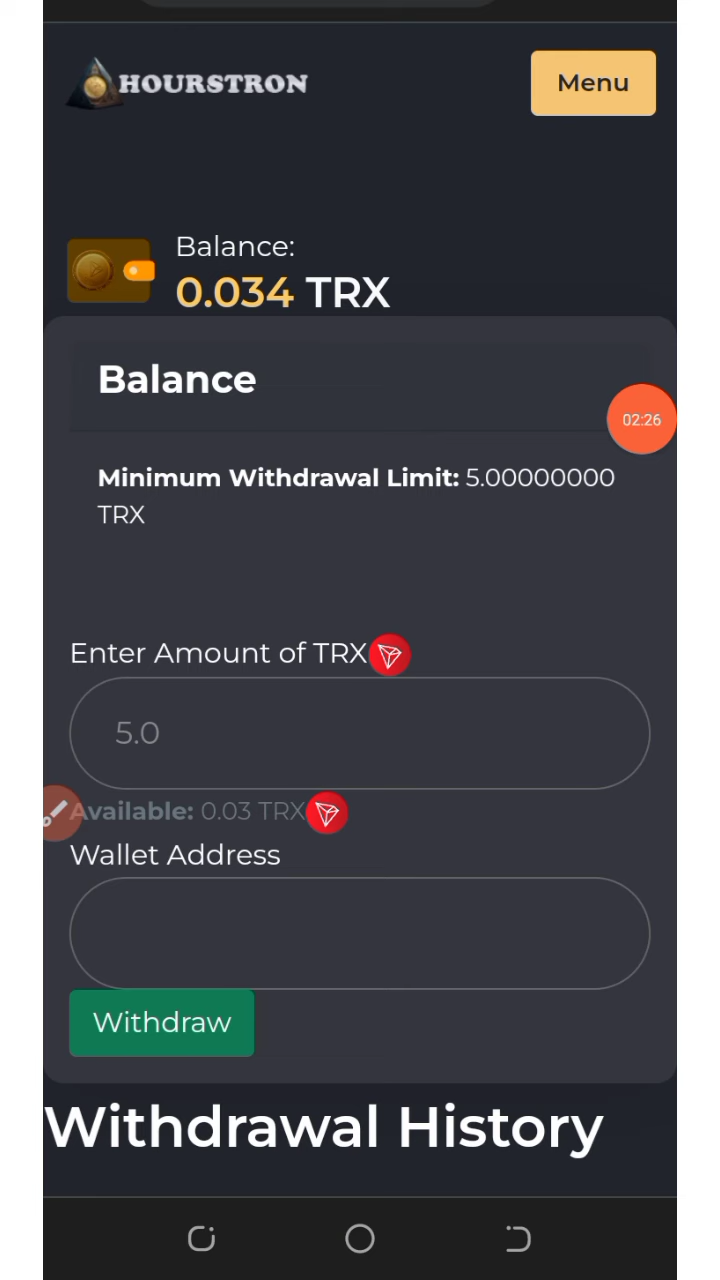 HOURSTRON
Menu
Balance:
0.034 TRX
Balance
02:26
Minimum Withdrawal Limit: 5.00000000
TRX
Enter Amount of TRX
5.0
Available: 0.03 TRX
Wallet Address
Withdraw
Withdrawal History